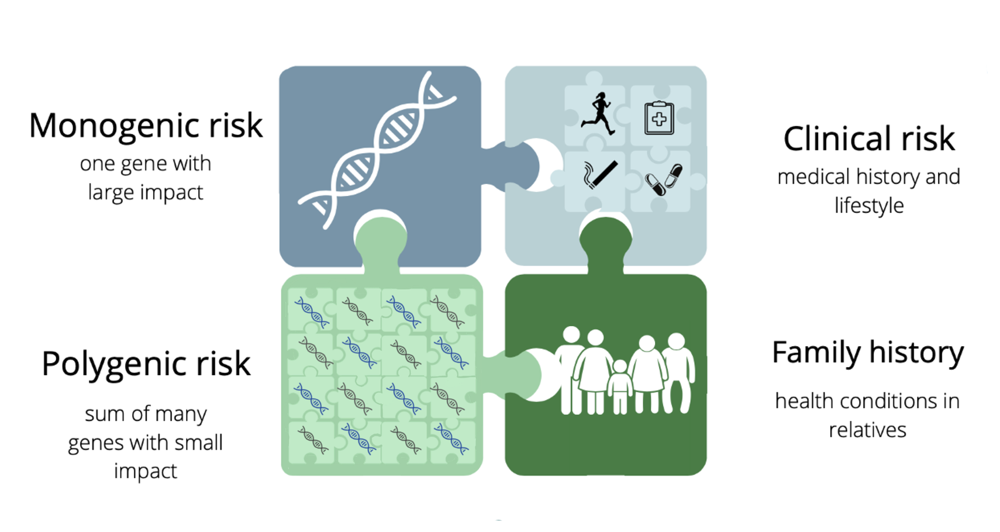 Monogenic risk
one gene with
large impact
Clinical risk
medical history and
lifestyle
Polygenic risk
sum of many
genes with small
impact
Family history
health conditions in
relatives